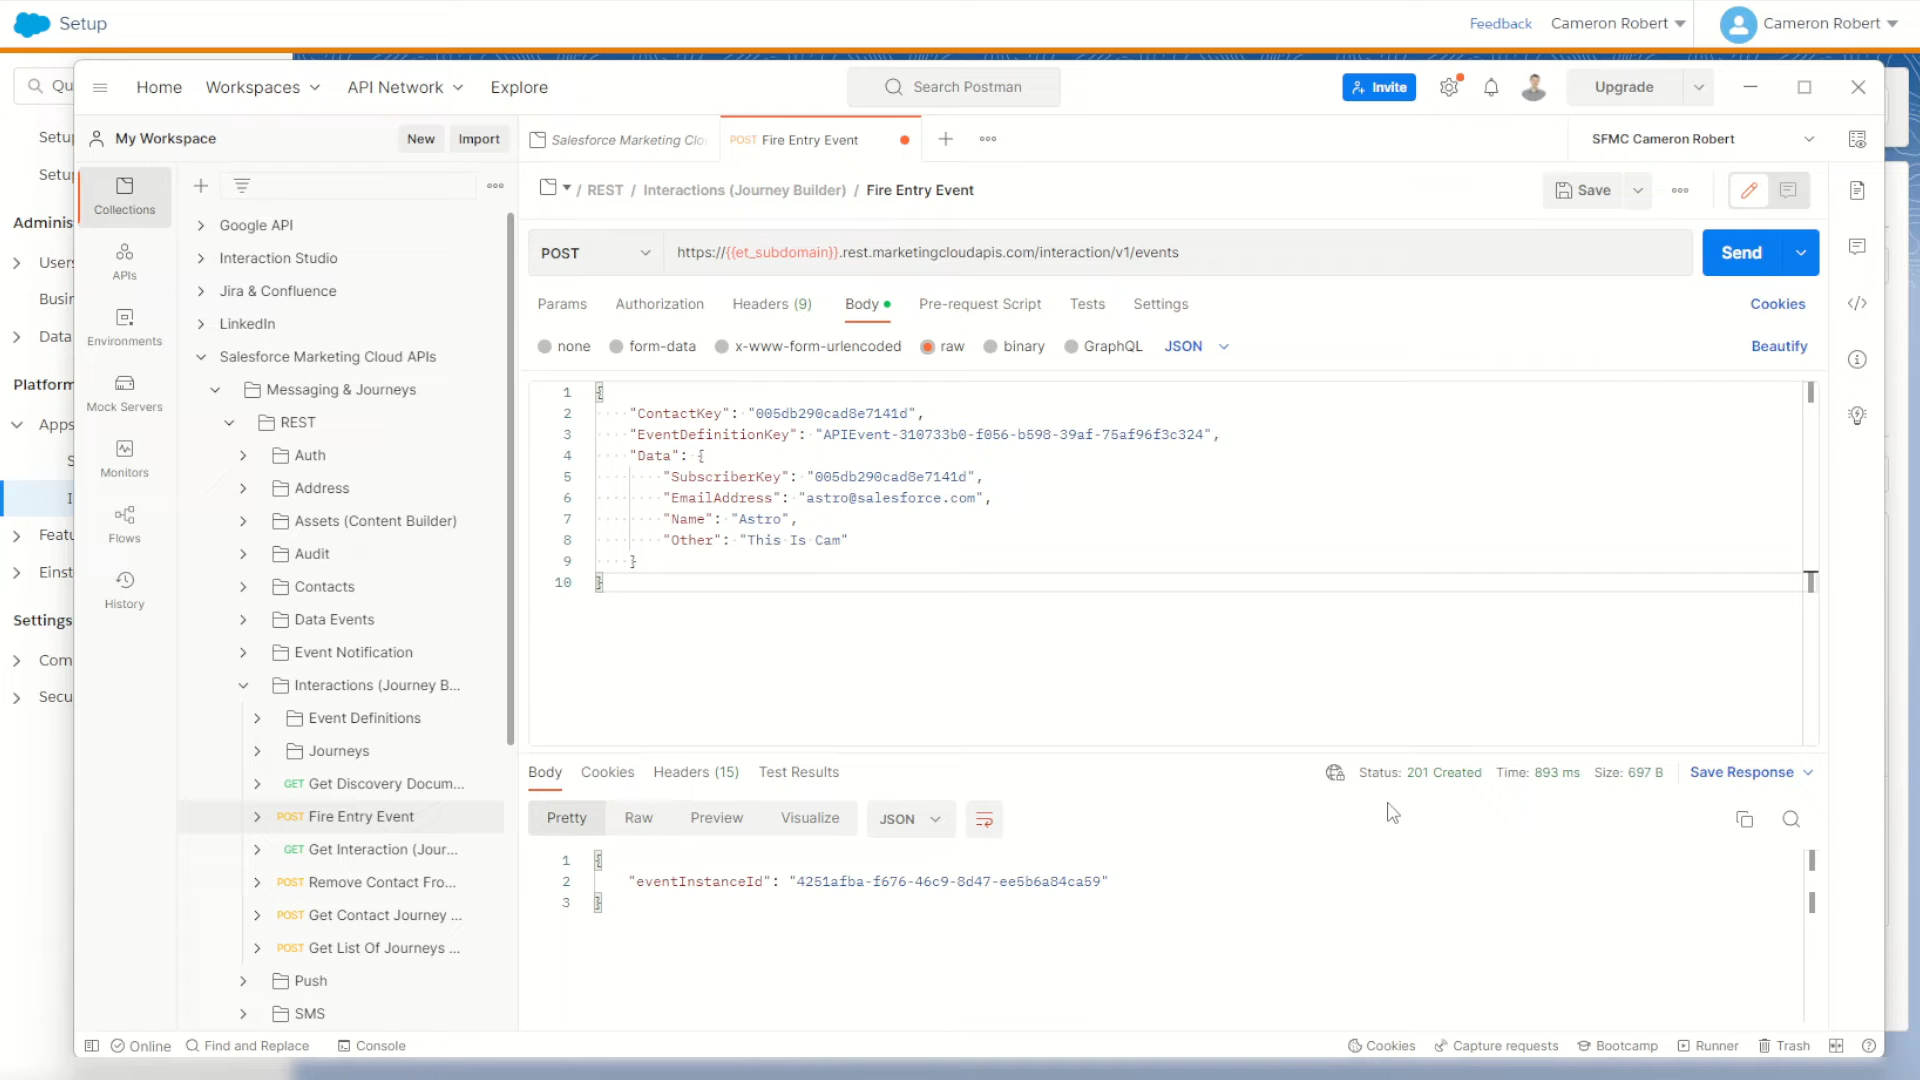 Setup
Feedback
Cameron Robert
Cameron Robert
Qu
Setup
Setup
Adminis
Users
Busin
Data
Platform
Apps
S
I
Featu
Einst
Settings
Com
Secu
Home
Workspaces
API Network
Explore
Search Postman
Invite
Upgrade
My Workspace
New
Import
Salesforce Marketing Clo
POST Fire Entry Event
SFMC Cameron Robert
Collections
APIs
Environments
Mock Servers
Monitors
Flows
History
Google API
Interaction Studio
Jira & Confluence
LinkedIn
Salesforce Marketing Cloud APIs
Messaging & Journeys
REST
Auth
Address
Assets (Content Builder)
Audit
Contacts
Data Events
Event Notification
Interactions (Journey B...
Event Definitions
Journeys
GET Get Discovery Docum...
POST Fire Entry Event
GET Get Interaction (Jour...
POST Remove Contact Fro...
POST Get Contact Journey ...
POST Get List Of Journeys ...
Push
SMS
/ REST / Interactions (Journey Builder) / Fire Entry Event
Save
POST
https://{{et_subdomain}}.rest.marketingcloudapis.com/interaction/v1/events
Send
Params
Authorization
Headers (9)
Body
Pre-request Script
Tests
Settings
Cookies
none
form-data
x-www-form-urlencoded
raw
binary
GraphQL
JSON
Beautify
1 {
2 "ContactKey": "005db290cad8e7141d",
3 "EventDefinitionKey": "APIEvent-310733b0-f056-b598-39af-75af96f3c324",
4 "Data": {
5 "SubscriberKey": "005db290cad8e7141d",
6 "EmailAddress": "astro@salesforce.com",
7 "Name": "Astro",
8 "Other": "This Is Cam"
9 }
10 }
Body
Cookies
Headers (15)
Test Results
Status: 201 Created
Time: 893 ms
Size: 697 B
Save Response
Pretty
Raw
Preview
Visualize
JSON
1 {
2 "eventInstanceId": "4251afba-f676-46c9-8d47-ee5b6a84ca59"
3 }
Online
Find and Replace
Console
Cookies
Capture requests
Bootcamp
Runner
Trash